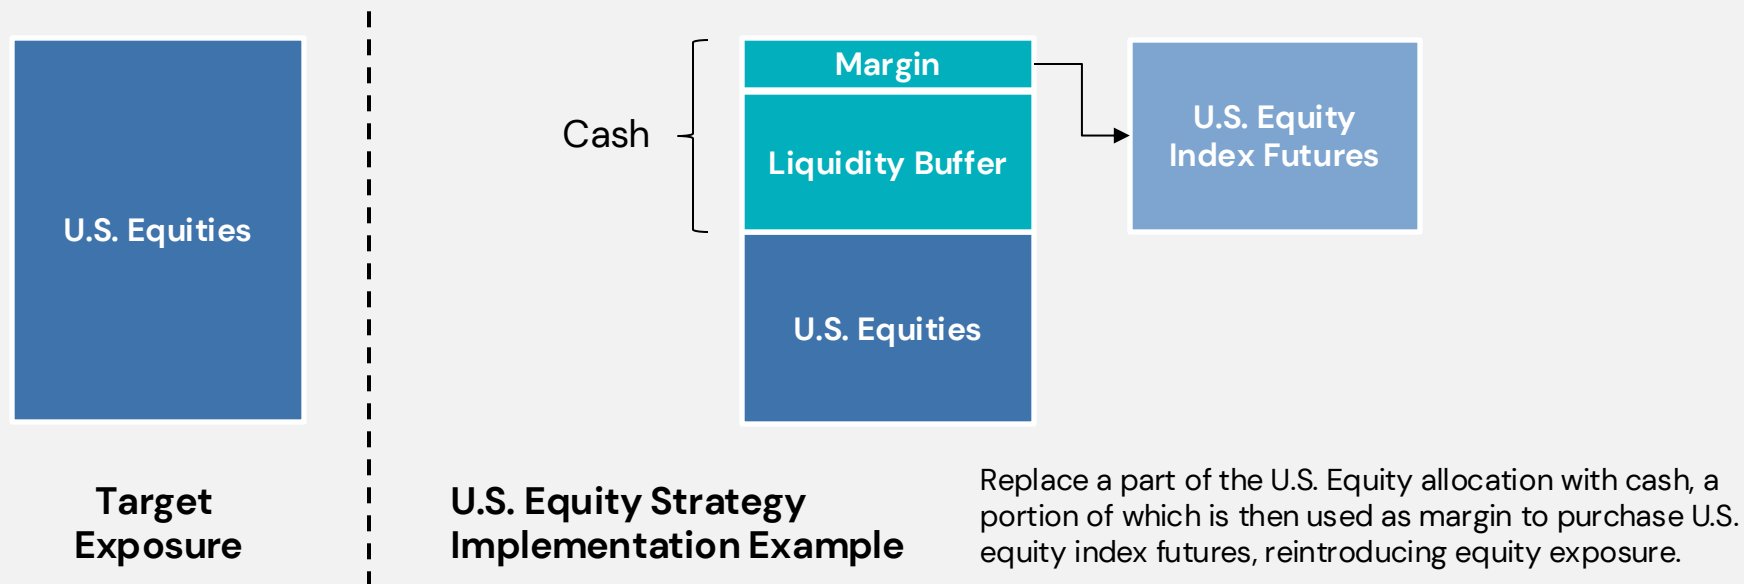 U.S. Equities
Target
Exposure
Cash
Margin
Liquidity Buffer
U.S. Equities
U.S. Equity
Index Futures
U.S. Equity Strategy
Implementation Example
Replace a part of the U.S. Equity allocation with cash, a
portion of which is then used as margin to purchase U.S.
equity index futures, reintroducing equity exposure.